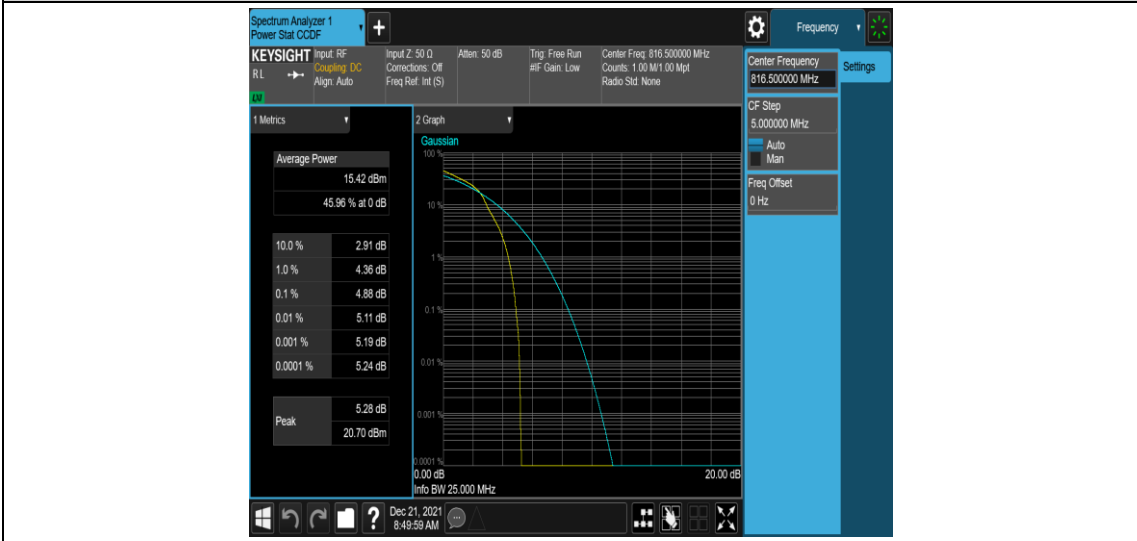 Spectrum Analyzer 1
Power Stat CCDF
Frequency
KEYSIGHT
RL
LM
Input: RF
Coupling: DC
Align: Auto
Input Z: 50 Ω
Corrections: Off
Freq Ref: Int (S)
Atten: 50 dB
Trig: Free Run
#IF Gain: Low
Center Freq: 816.500000 MHz
Counts: 1.00 M/1.00 Mpt
Radio Std: None
Center Frequency
816.500000 MHz
Settings
CF Step
5.000000 MHz
Auto
Man
Freq Offset
0 Hz
1 Metrics
Average Power
15.42 dBm
45.96 % at 0 dB
10.0 % 2.91 dB
1.0 % 4.36 dB
0.1 % 4.88 dB
0.01 % 5.11 dB
0.001 % 5.19 dB
0.0001 % 5.24 dB
Peak
5.28 dB
20.70 dBm
2 Graph
Gaussian
100 %
10 %
1 %
0.1 %
0.01 %
0.001 %
0.0001 %
0.00 dB 20.00 dB
Info BW 25.000 MHz
? Dec 21, 2021
8:49:59 AM